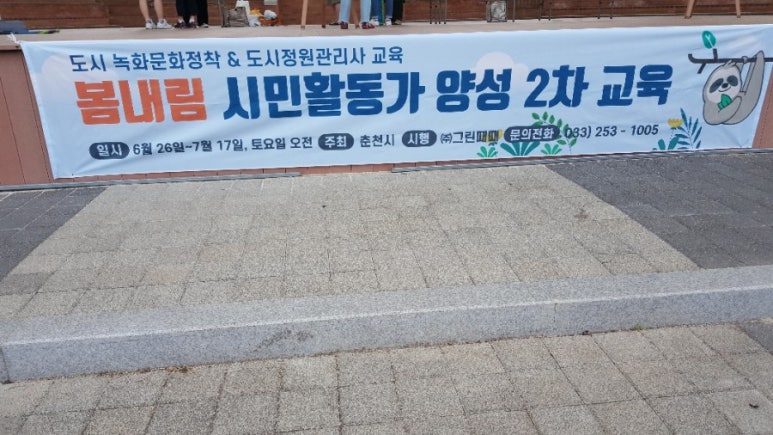 도시 녹화문화정착 & 도시정원관리사 교육
봄내림 시민활동가 양성 2차 교육
일시 6월 26일~7월 17일, 토요일 오전 주최 춘천시 시행 ㈜그린떼떼 문의전화 033) 253 - 1005